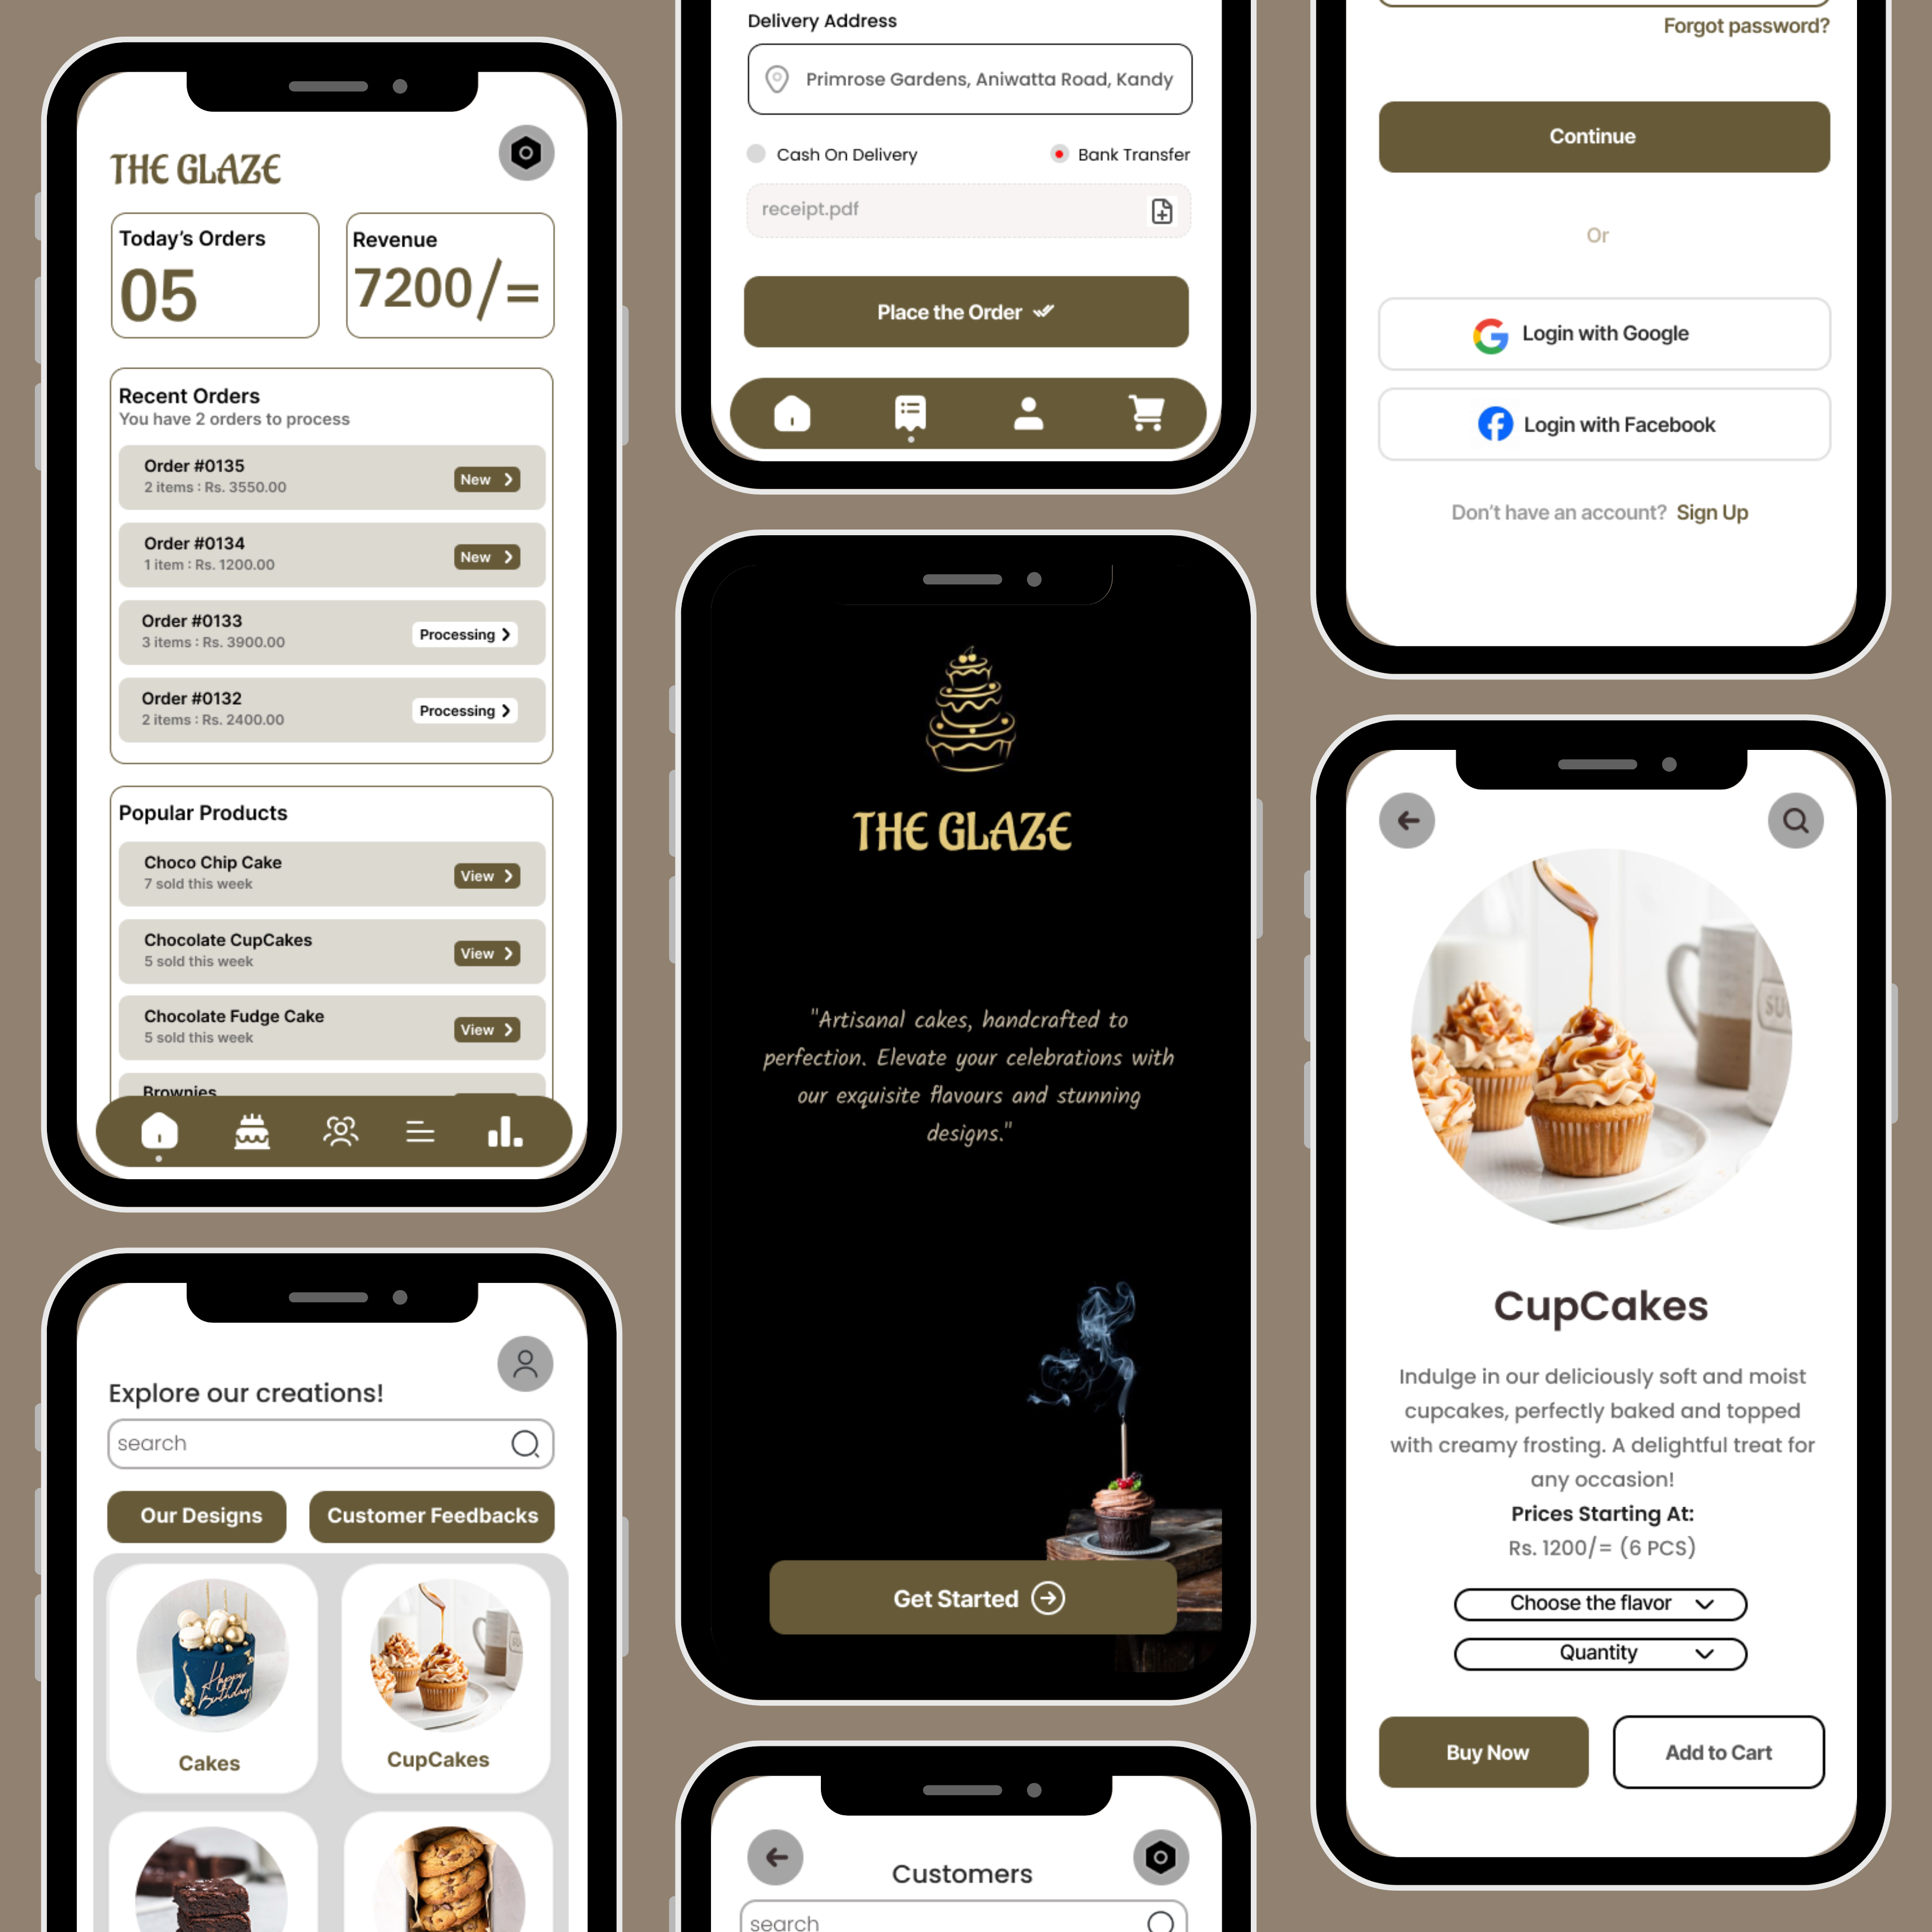 THE GLAZE
Today's Orders
05
Revenue
7200/=
Recent Orders
You have 2 orders to process
Order #0135
2 items : Rs. 3550.00
New
Order #0134
1 item : Rs. 1200.00
New
Order #0133
3 items : Rs. 3900.00
Processing
Order #0132
2 items : Rs. 2400.00
Processing
Popular Products
Choco Chip Cake
7 sold this week
View
Chocolate CupCakes
5 sold this week
View
Chocolate Fudge Cake
5 sold this week
View
Brownies
Explore our creations!
search
Our Designs
Customer Feedbacks
Happy
Birthday
Cakes
CupCakes
Delivery Address
Primrose Gardens, Aniwatta Road, Kandy
Cash On Delivery
Bank Transfer
receipt.pdf
Place the Order
THE GLAZE
"Artisanal cakes, handcrafted to
perfection. Elevate your celebrations with
our exquisite flavours and stunning
designs."
Get Started
Customers
search
Forgot password?
Continue
Or
Login with Google
Login with Facebook
Don't have an account? Sign Up
CupCakes
Indulge in our deliciously soft and moist
cupcakes, perfectly baked and topped
with creamy frosting. A delightful treat for
any occasion!
Prices Starting At:
Rs. 1200/= (6 PCS)
Choose the flavor
Quantity
Buy Now
Add to Cart